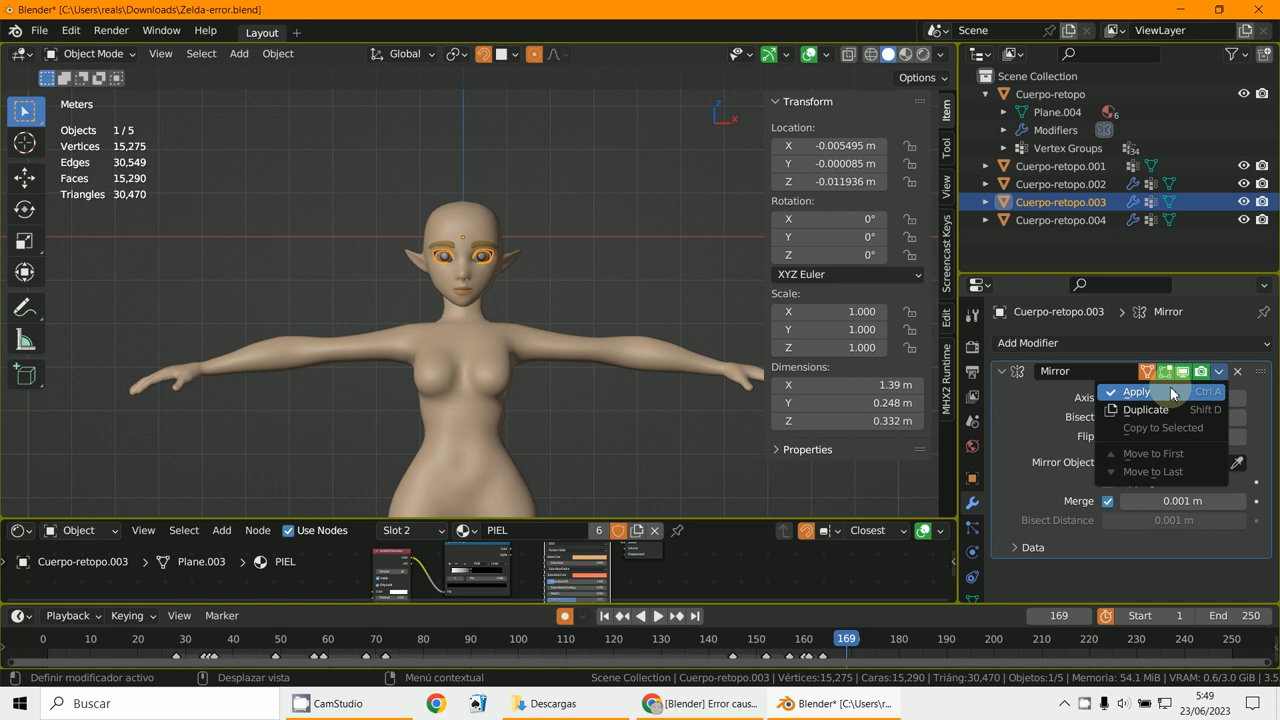 Blender* [C:\Users\reals\Downloads\Zelda-error.blend]
File Edit Render Window Help Layout +
Scene ViewLayer
Object Mode View Select Add Object Global
Options
Meters
Objects 1 / 5
Vertices 15,275
Edges 30,549
Faces 15,290
Triangles 30,470
Z
X
Transform
Location:
X -0.005495 m
Y -0.000085 m
Z -0.011936 m
Rotation:
X 0°
Y 0°
Z 0°
XYZ Euler
Scale:
X 1.000
Y 1.000
Z 1.000
Dimensions:
X 1.39 m
Y 0.248 m
Z 0.332 m
Properties
Item
Tool
View
Screencast Keys
Edit
MHX2 Runtime
Scene Collection
Cuerpo-retopo
Plane.004 6
Modifiers
Vertex Groups 34
Cuerpo-retopo.001
Cuerpo-retopo.002
Cuerpo-retopo.003
Cuerpo-retopo.004
Cuerpo-retopo.003 > Mirror
Add Modifier
Mirror
Axis
Bisect
Flip
Mirror Object
Apply Ctrl A
Duplicate Shift D
Copy to Selected
Move to First
Move to Last
Merge 0.001 m
Bisect Distance 0.001 m
Data
Object View Select Add Node Use Nodes Slot 2 PIEL 6 Closest
Cuerpo-retopo.003 > Plane.003 > PIEL
Playback Keying View Marker 169 Start 1 End 250
0 10 20 30 40 50 60 70 80 90 100 110 120 130 140 150 160 169 180 190 200 210 220 230 240 250
Definir modificador activo Desplazar vista Menú contextual Scene Collection | Cuerpo-retopo.003 | Vértices:15,275 | Caras:15,290 | Triáng:30,470 | Objetos:1/5 | Memoria: 54.1 MiB | VRAM: 0.6/3.0 GiB | 3.5
Buscar CamStudio Descargas [Blender] Error caus... Blender* [C:\Users\r...
5:49
23/06/2023